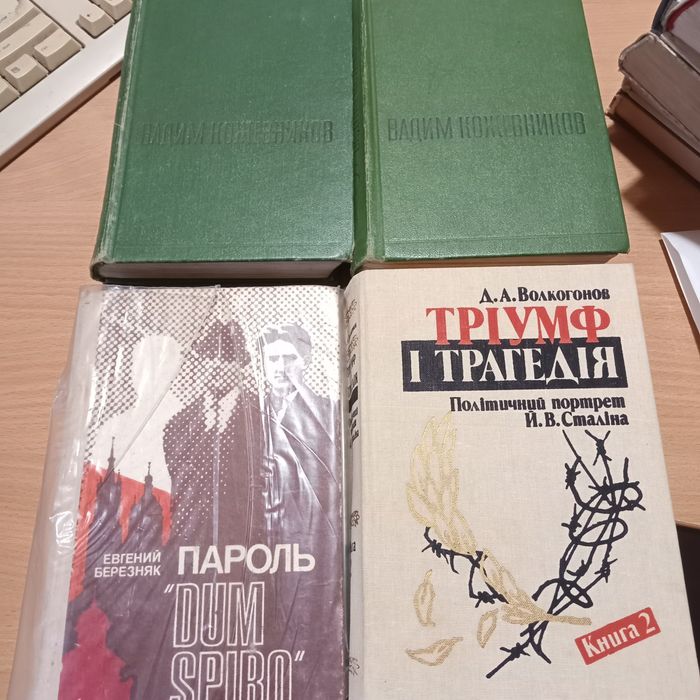 ВАДИМ КОЖЕВНИКОВ
ВАДИМ КОЖЕВНИКОВ
ЕВГЕНИЙ
БЕРЕЗНЯК
ПАРОЛЬ
"DUM
SPIRO"
Д.А.Волкогонов
ТРІУМФ
І ТРАГЕДІЯ
Політичний портрет
Й.В.Сталіна
Книга 2